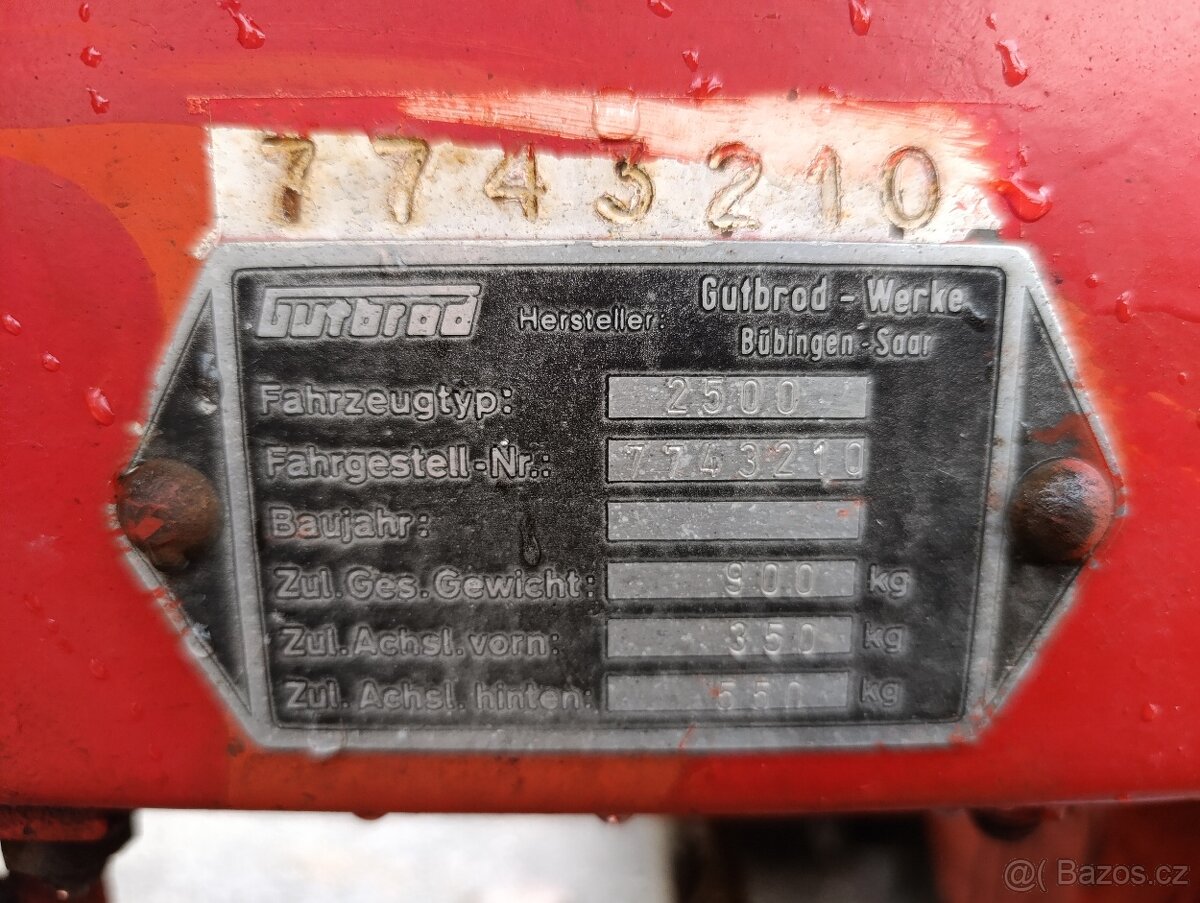 7743210
Gutbrod Hersteller: Gutbrod - Werke
Bübingen - Saar
Fahrzeugtyp: 2500
Fahrgestell-Nr.: 7743210
Baujahr:
Zul. Ges. Gewicht: 900 kg
Zul. Achsl. vorn: 350 kg
Zul. Achsl. hinten: 550 kg
@( Bazos.cz